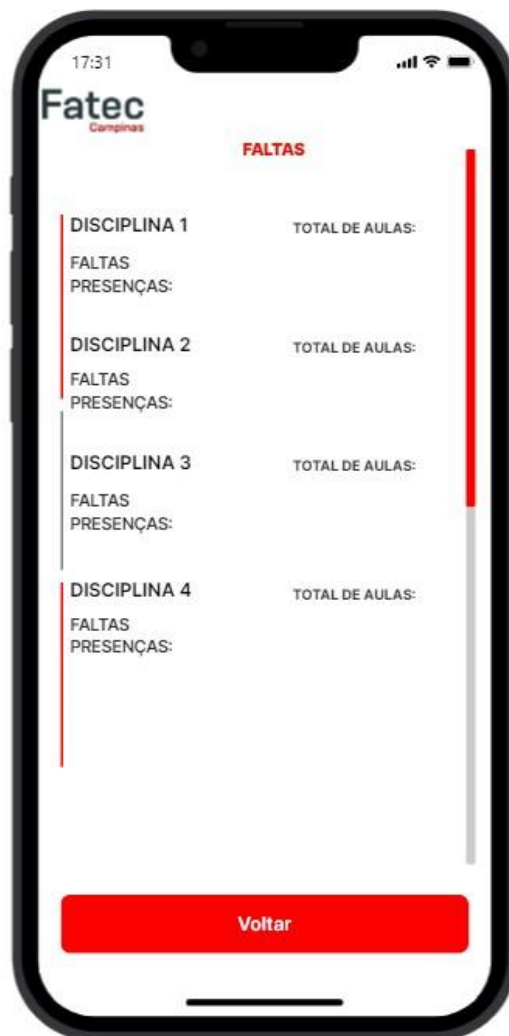 17:31
Fatec
Campinas
FALTAS
DISCIPLINA 1 TOTAL DE AULAS:
FALTAS
PRESENÇAS:
DISCIPLINA 2 TOTAL DE AULAS:
FALTAS
PRESENÇAS:
DISCIPLINA 3 TOTAL DE AULAS:
FALTAS
PRESENÇAS:
DISCIPLINA 4 TOTAL DE AULAS:
FALTAS
PRESENÇAS:
Voltar